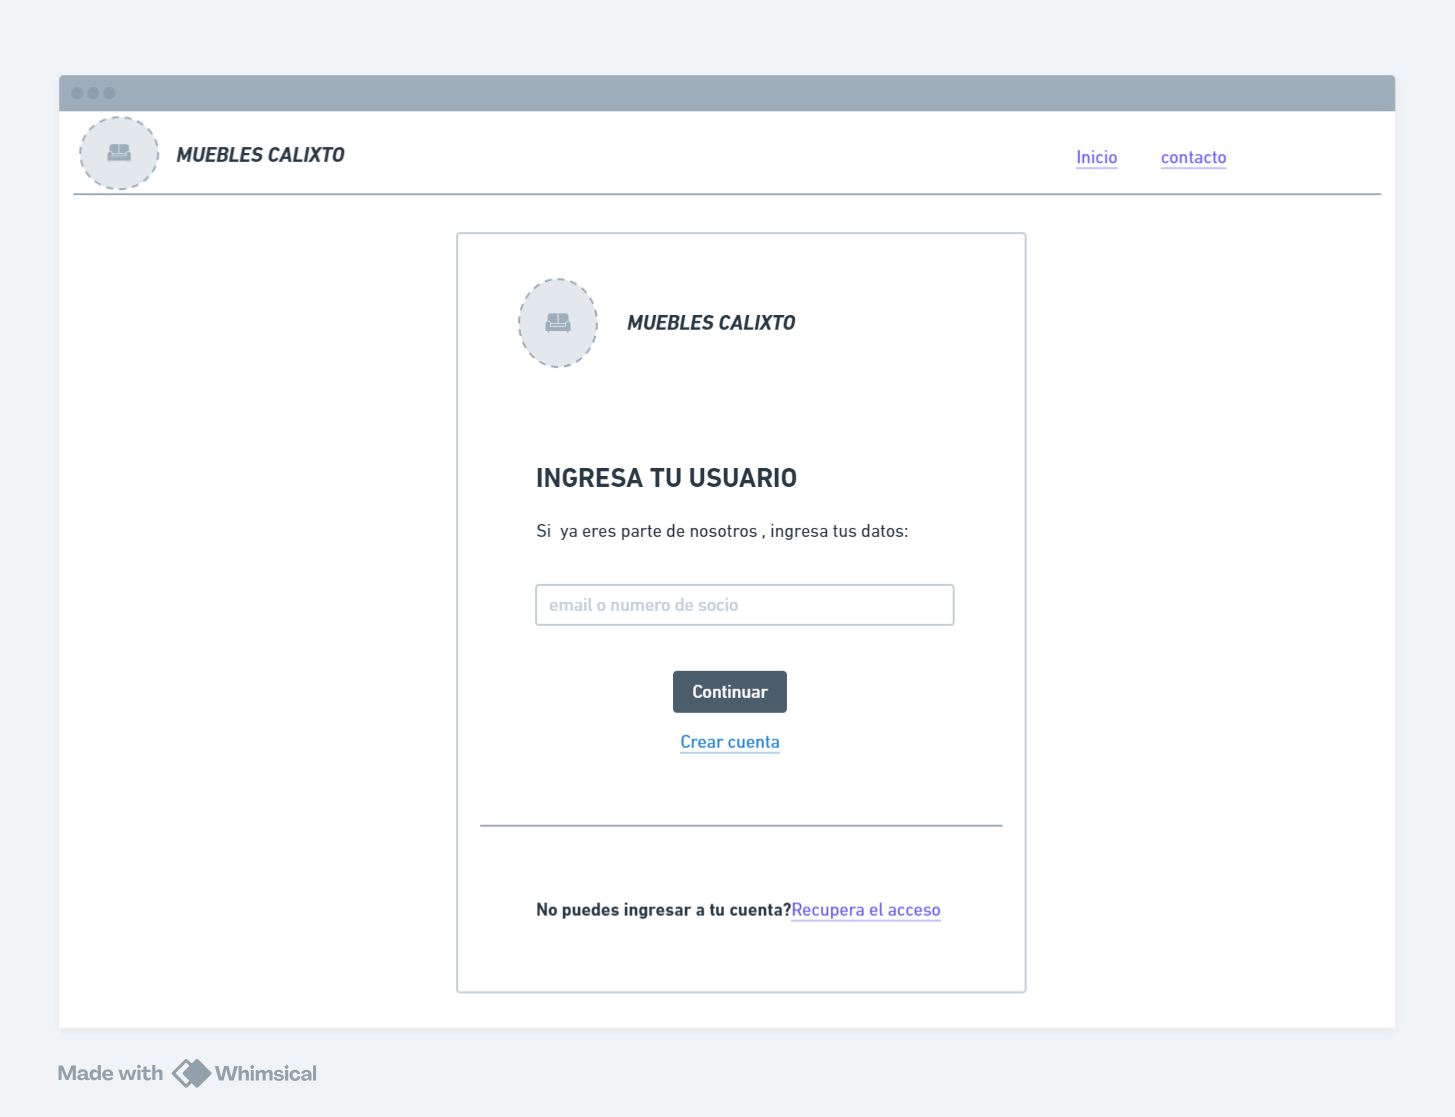 MUEBLES CALIXTO
Inicio contacto
MUEBLES CALIXTO
INGRESA TU USUARIO
Si  ya eres parte de nosotros , ingresa tus datos:
email o numero de socio
Continuar
Crear cuenta
No puedes ingresar a tu cuenta?Recupera el acceso
Made with Whimsical